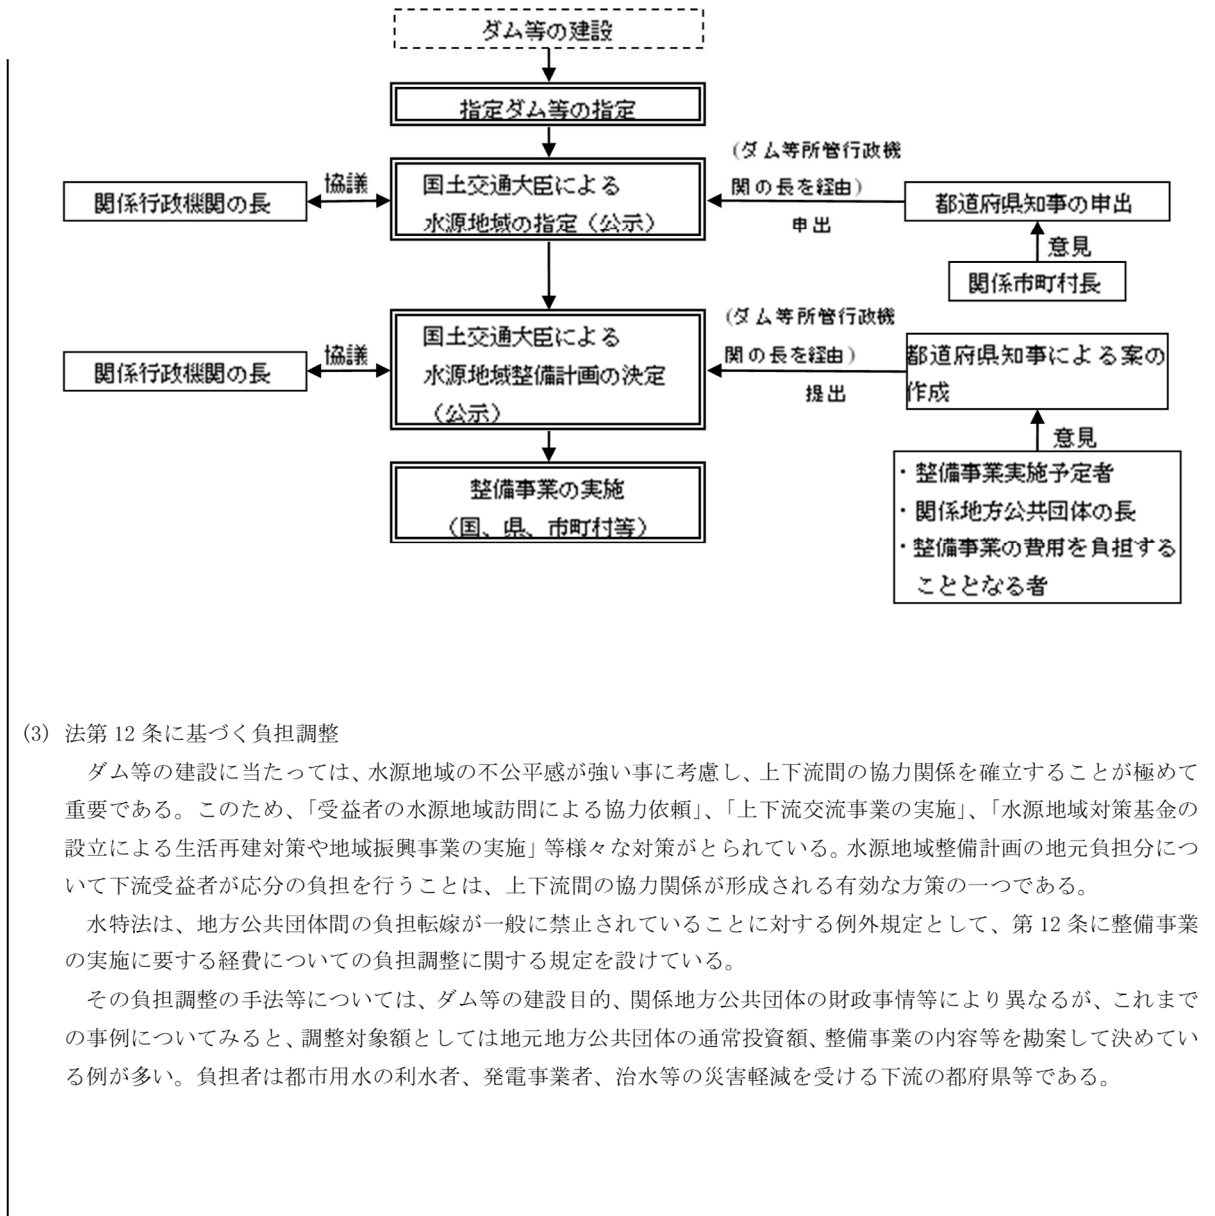 ダム等の建設
指定ダム等の指定
関係行政機関の長
協議
国土交通大臣による
水源地域の指定（公示）
(ダム等所管行政機
関の長を経由)
申出
都道府県知事の申出
意見
関係市町村長
関係行政機関の長
協議
国土交通大臣による
水源地域整備計画の決定
（公示）
(ダム等所管行政機
関の長を経由)
提出
都道府県知事による案の
作成
意見
・整備事業実施予定者
・関係地方公共団体の長
・整備事業の費用を負担する
こととなる者
整備事業の実施
（国、県、市町村等）
(3) 法第 12 条に基づく負担調整
ダム等の建設に当たっては、水源地域の不公平感が強い事に考慮し、上下流間の協力関係を確立することが極めて
重要である。このため、「受益者の水源地域訪問による協力依頼」、「上下流交流事業の実施」、「水源地域対策基金の
設立による生活再建対策や地域振興事業の実施」等様々な対策がとられている。水源地域整備計画の地元負担分につ
いて下流受益者が応分の負担を行うことは、上下流間の協力関係が形成される有効な方策の一つである。
水特法は、地方公共団体間の負担転嫁が一般に禁止されていることに対する例外規定として、第 12 条に整備事業
の実施に要する経費についての負担調整に関する規定を設けている。
その負担調整の手法等については、ダム等の建設目的、関係地方公共団体の財政事情等により異なるが、これまで
の事例についてみると、調整対象額としては地元地方公共団体の通常投資額、整備事業の内容等を勘案して決めてい
る例が多い。負担者は都市用水の利水者、発電事業者、治水等の災害軽減を受ける下流の都府県等である。